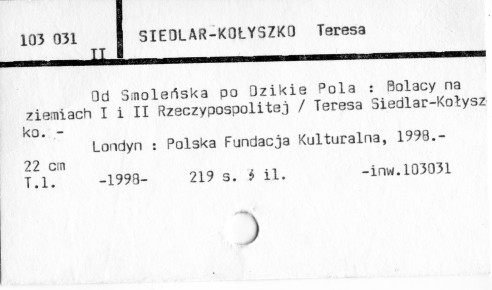 103 031
II
SIEDLAR-KOŁYSZKO Teresa
Od Smoleńska po Dzikie Pola : Bolacy na
ziemiach I i II Rzeczypospolitej / Teresa Siedlar-Kołysz
ko. -
Londyn : Polska Fundacja Kulturalna, 1998.-
22 cm
T.1. -1998- 219 s. ; il. -inw.103031